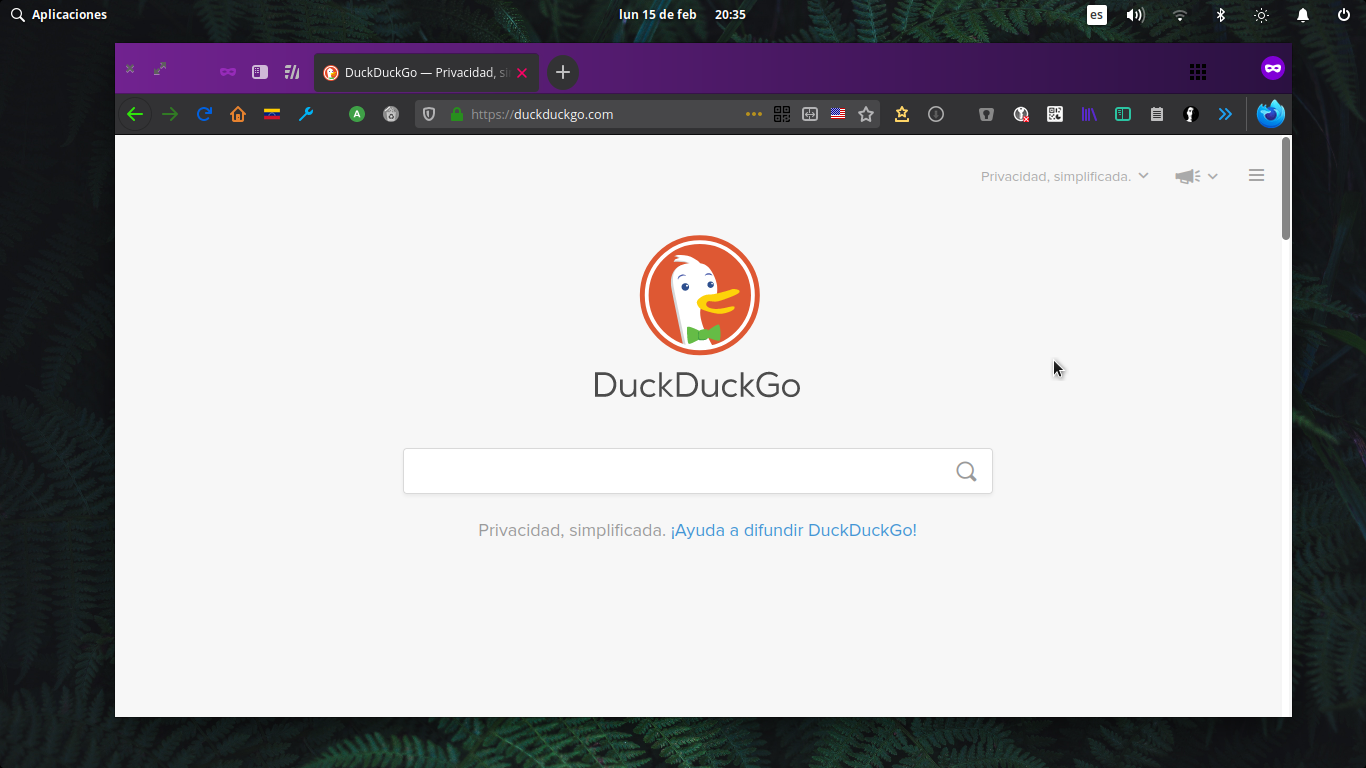 Aplicaciones
lun 15 de feb 20:35
es
DuckDuckGo — Privacidad, si
A
https://duckduckgo.com
Privacidad, simplificada.
DuckDuckGo
Privacidad, simplificada. ¡Ayuda a difundir DuckDuckGo!